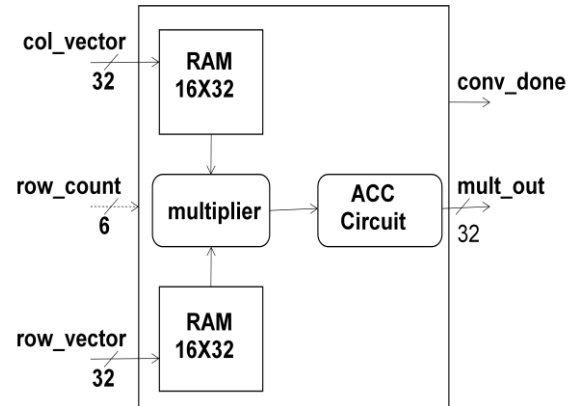 col_vector
32
RAM
16X32
conv_done
row_count
6
multiplier
ACC
Circuit
mult_out
32
RAM
16X32
row_vector
32